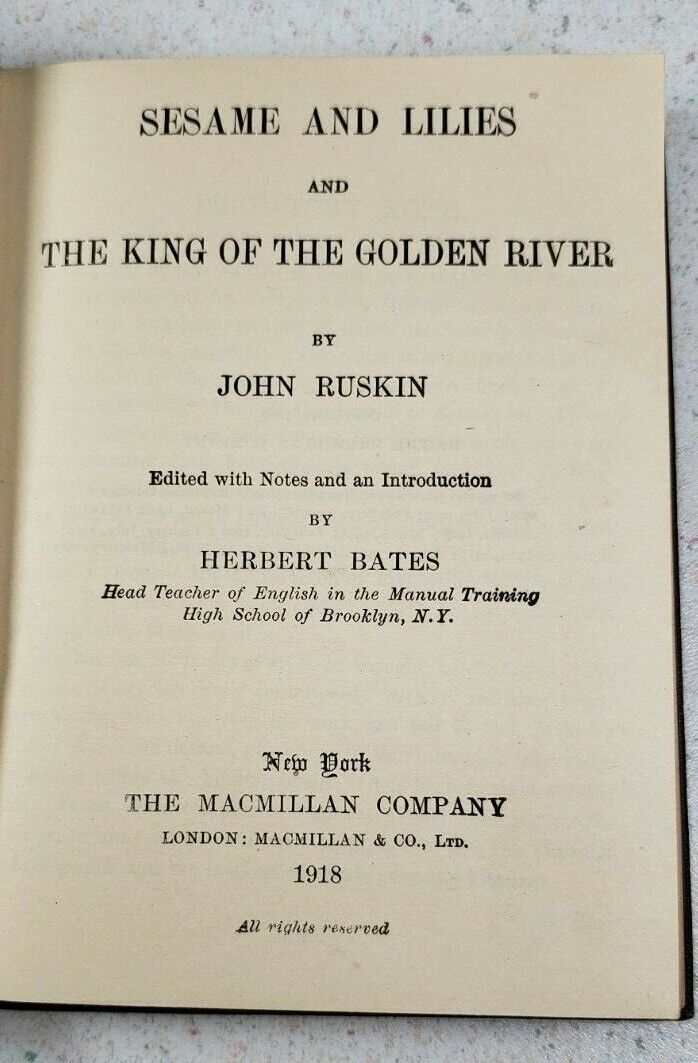 SESAME AND LILIES
AND
THE KING OF THE GOLDEN RIVER
BY
JOHN RUSKIN
Edited with Notes and an Introduction
BY
HERBERT BATES
Head Teacher of English in the Manual Training
High School of Brooklyn, N.Y.
New York
THE MACMILLAN COMPANY
LONDON: MACMILLAN & CO., LTD.
1918
All rights reserved